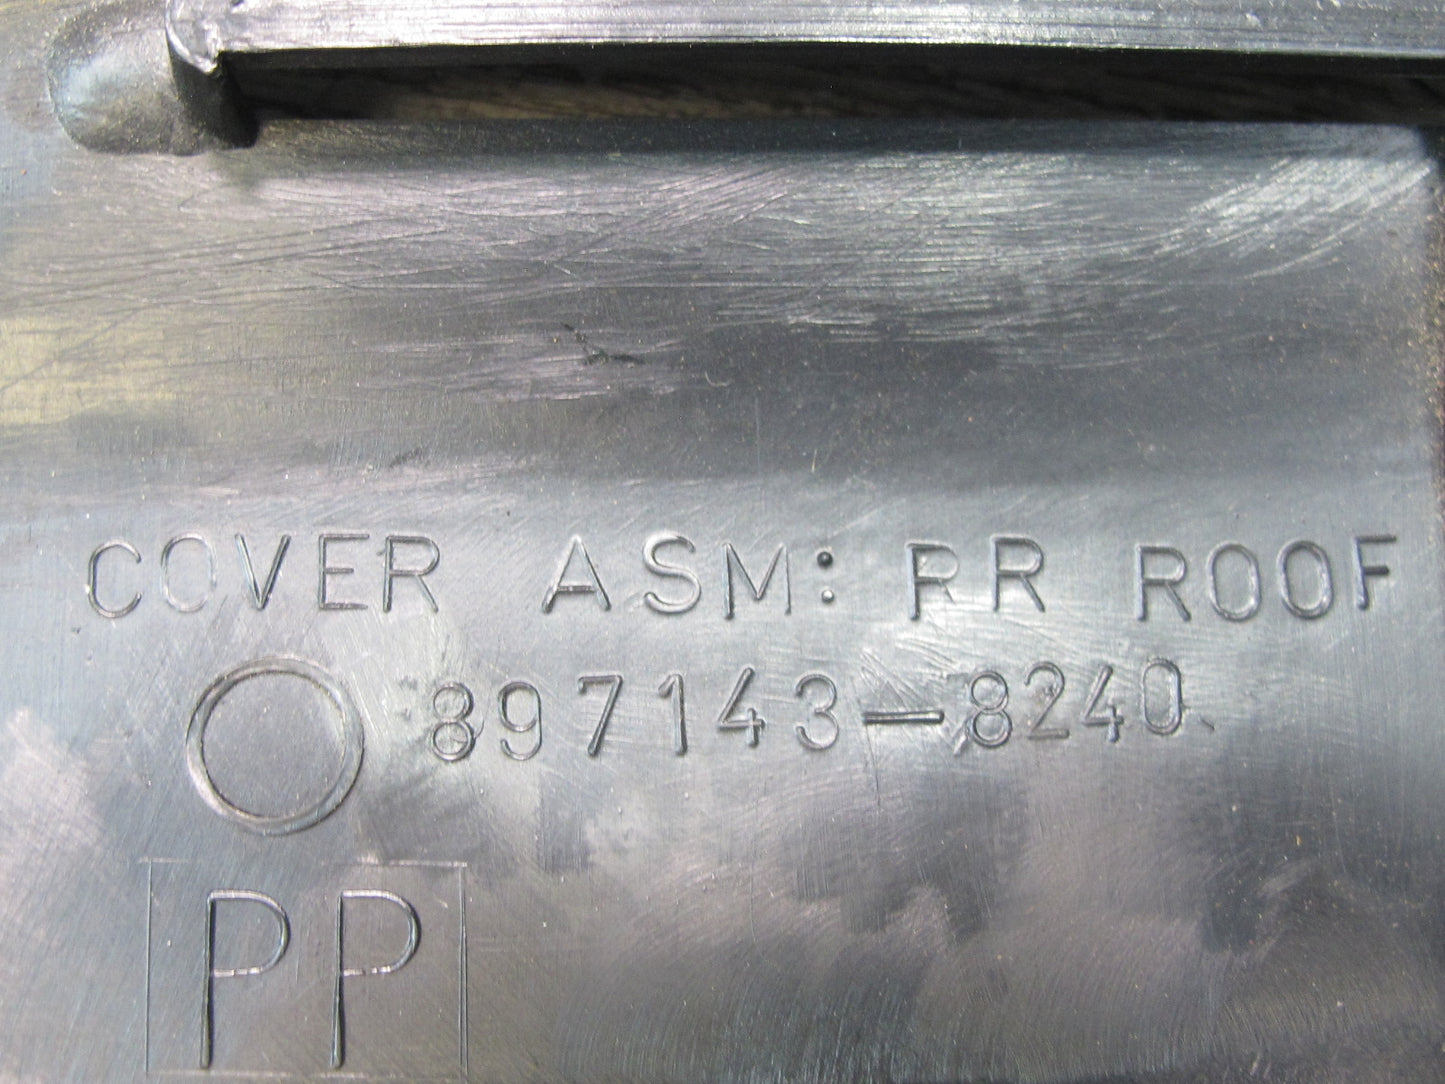 COVER ASM: RR ROOF
897143-8240
PP